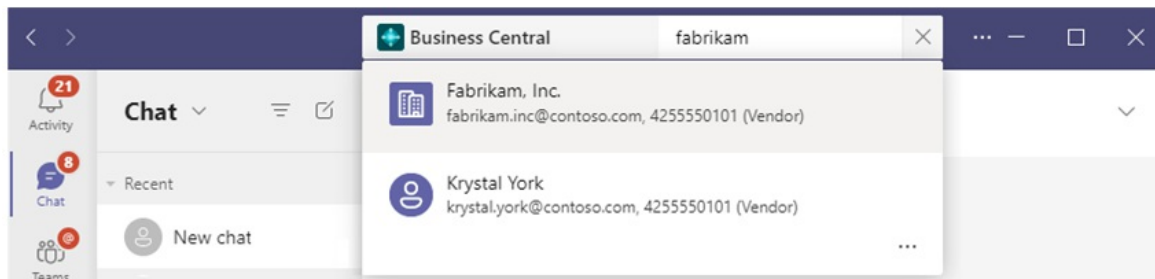 Business Central fabrikam
21
Activity
Chat
Fabrikam, Inc.
fabrikam.inc@contoso.com, 4255550101 (Vendor)
8
Chat
Recent
Krystal York
krystal.york@contoso.com, 4255550101 (Vendor)
New chat
@
Teams